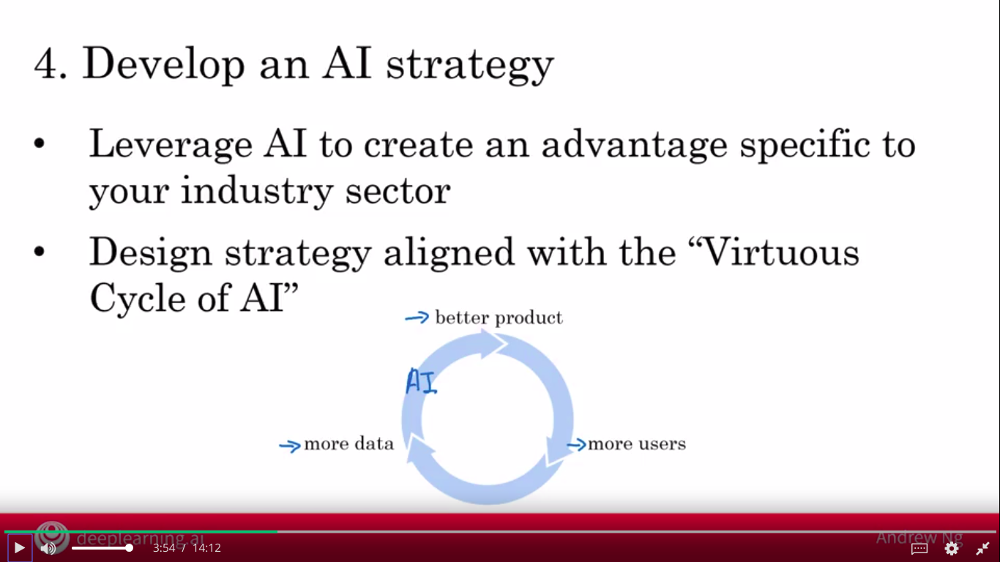 4. Develop an AI strategy
• Leverage AI to create an advantage specific to
your industry sector
• Design strategy aligned with the “Virtuous
Cycle of AI”
→ better product
AI
→ more data
→ more users
deeplearning.ai
Andrew Ng
3:54 / 14:12